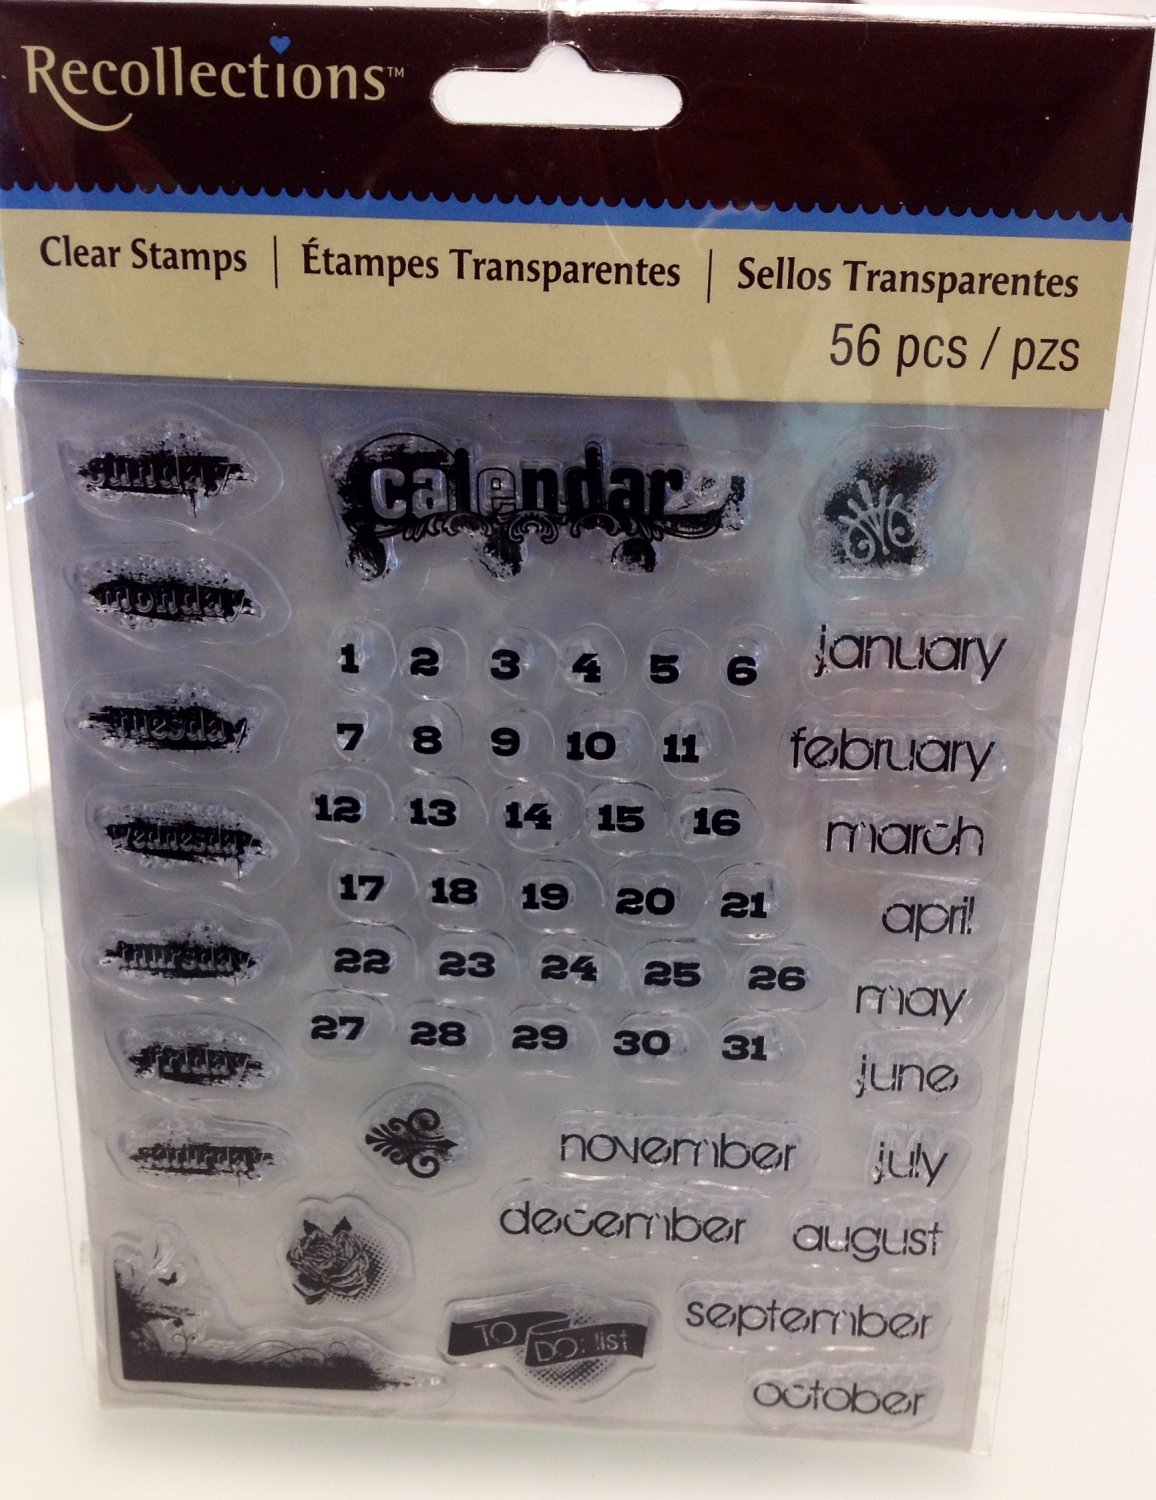 Recollections™
Clear Stamps | Étampes Transparentes | Sellos Transparentes
56 pcs / pzs
calendar
sunday
monday
tuesday
wednesday
thursday
friday
saturday
1 2 3 4 5 6
7 8 9 10 11
12 13 14 15 16
17 18 19 20 21
22 23 24 25 26
27 28 29 30 31
january
february
march
april
may
june
july
august
september
october
november
december
TO DO: list